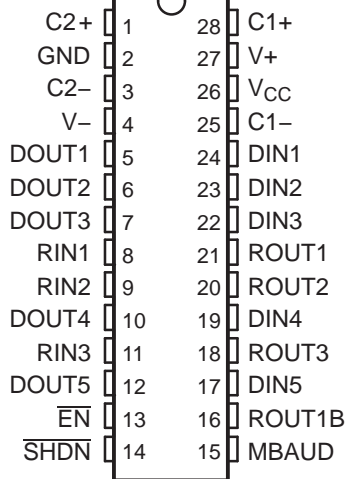 C2+ 1 28 C1+
GND 2 27 V+
C2− 3 26 VCC
V− 4 25 C1−
DOUT1 5 24 DIN1
DOUT2 6 23 DIN2
DOUT3 7 22 DIN3
RIN1 8 21 ROUT1
RIN2 9 20 ROUT2
DOUT4 10 19 DIN4
RIN3 11 18 ROUT3
DOUT5 12 17 DIN5
EN 13 16 ROUT1B
SHDN 14 15 MBAUD